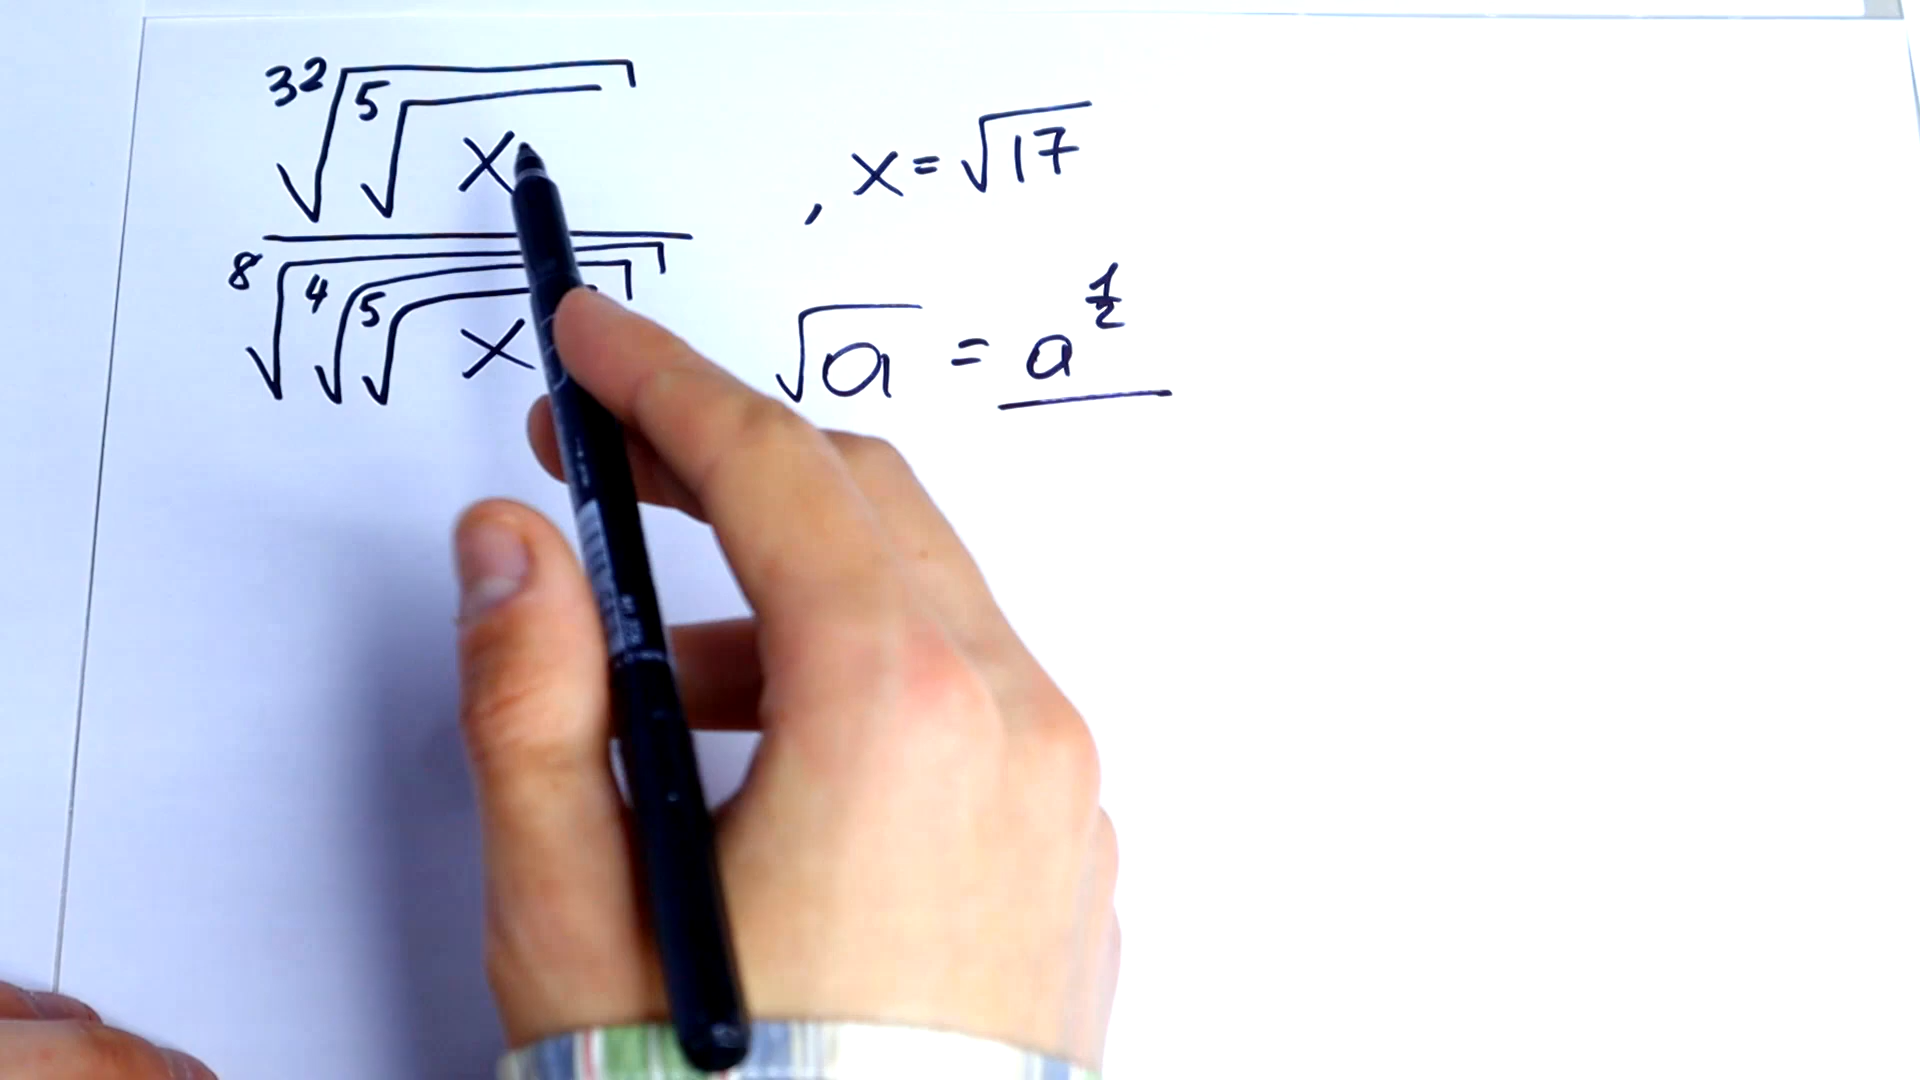 ³²√ ⁵√ x
, x = √17
⁸√ ⁴√ ⁵√ x
√a = a^½